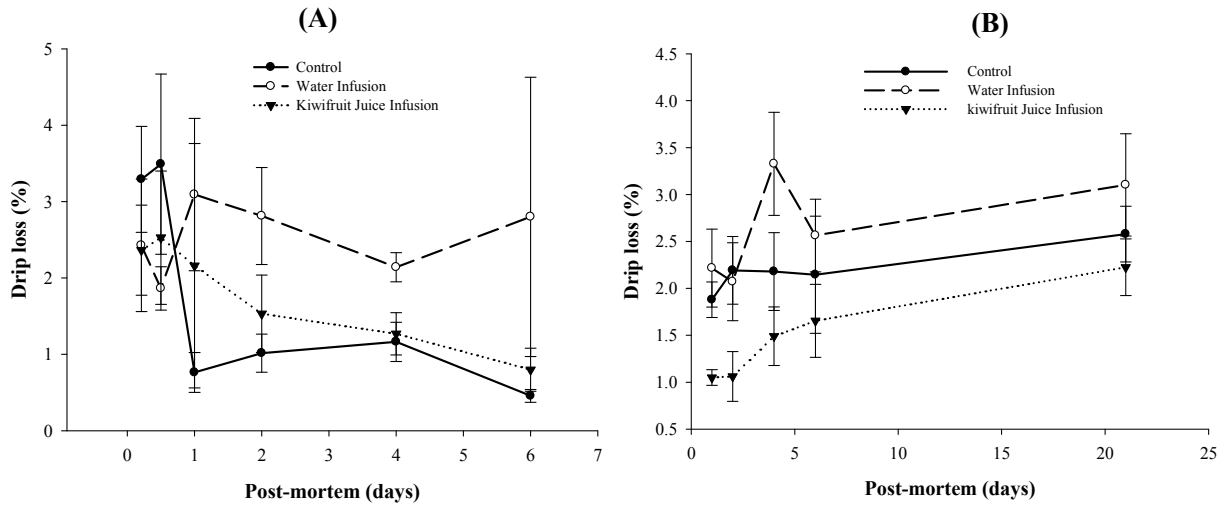 (A)
Control
Water Infusion
Kiwifruit Juice Infusion
Drip loss (%)
5
4
3
2
1
0
0 1 2 4 6 7
Post-mortem (days)
(B)
Control
Water Infusion
kiwifruit Juice Infusion
Drip loss (%)
4.5
4.0
3.5
3.0
2.5
2.0
1.5
1.0
0.5
0 5 10 15 20 25
Post-mortem (days)